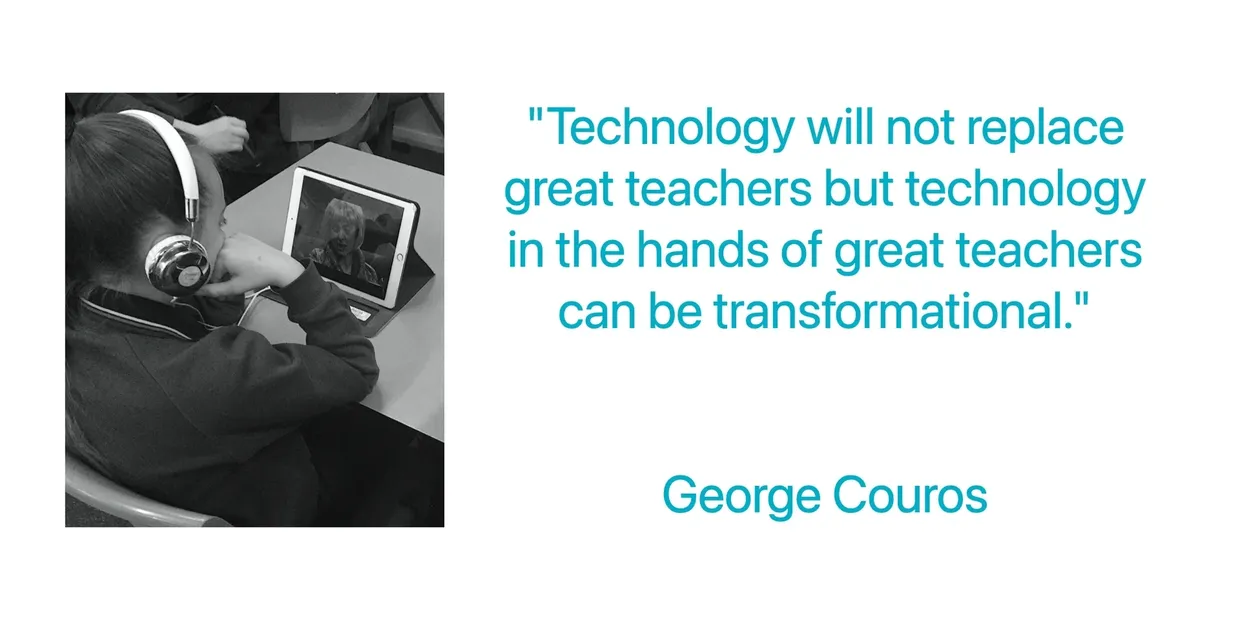 "Technology will not replace
great teachers but technology
in the hands of great teachers
can be transformational."
George Couros